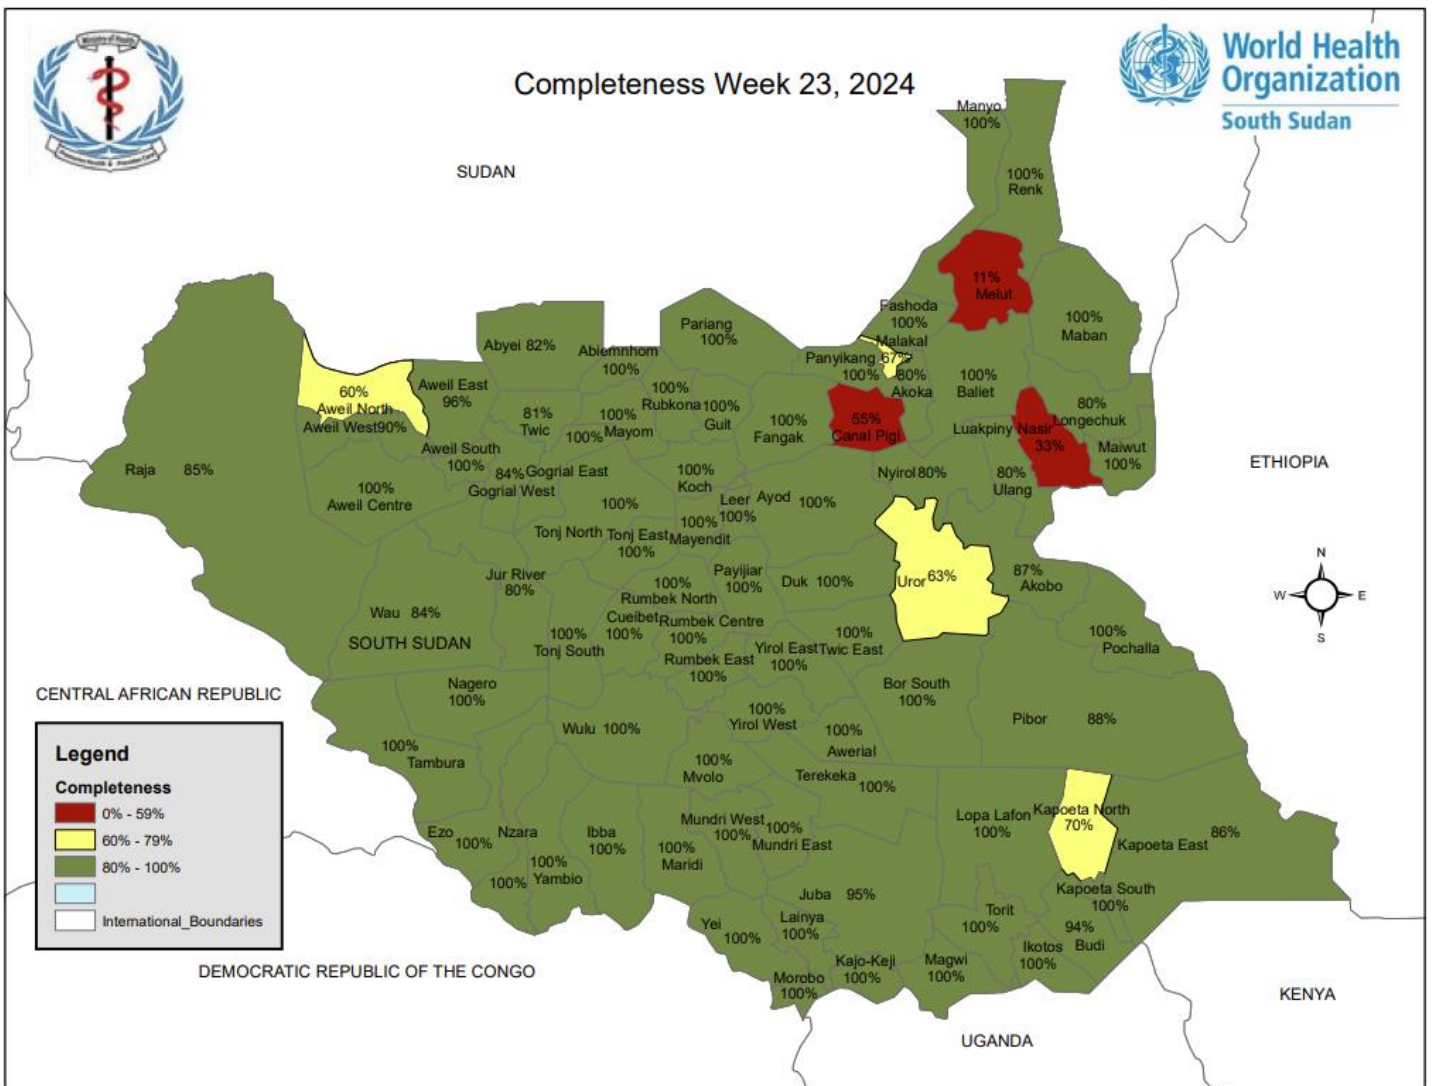 Ministry of Health
Completeness Week 23, 2024
World Health
Organization
South Sudan
SUDAN
Manyo
100%
100%
Renk
11%
Melut
Fashoda
100%
100%
Maban
Malakal
67%
Panyikang
100%
80%
Akoka
100%
Baliet
Pariang
100%
Abyei 82%
Abiemnhom
100%
60%
Aweil North
Aweil West90%
Aweil East
96%
100%
Rubkona
100%
Guit
81%
Twic
100%
Mayom
100%
100%
Fangak
55%
Canal Pigi
80%
Longechuk
Luakpiny Nasir
33%
Maiwut
100%
ETHIOPIA
Raja 85%
Aweil South
100%
84%
Gogrial East
Gogrial West
100%
Aweil Centre
100%
Koch
Nyirol80%
80%
Ulang
100%
Leer
100%
Ayod 100%
Tonj North
Tonj East
100%
100%
Mayendit
Jur River
80%
Payijiar
100%
Duk 100%
Uror63%
87%
Akobo
N
W
E
S
100%
Rumbek North
Wau 84%
SOUTH SUDAN
Cueibet
100%
Rumbek Centre
100%
100%
Tonj South
Rumbek East
100%
Yirol East
100%
100%
Twic East
100%
Pochalla
CENTRAL AFRICAN REPUBLIC
Nagero
100%
Bor South
100%
Pibor 88%
Wulu 100%
100%
Yirol West
100%
Awerial
100%
Tambura
100%
Mvolo
Terekeka
100%
Legend
Completeness
0% - 59%
60% - 79%
80% - 100%
International_Boundaries
Ezo
100%
Nzara
100%
100%
Yambio
Ibba
100%
100%
Maridi
Mundri West
100%
100%
Mundri East
Lopa Lafon
100%
Kapoeta North
70%
86%
Kapoeta East
Kapoeta South
100%
Juba 95%
Yei
100%
Lainya
100%
Torit
100%
94%
Budi
Ikotos
100%
Morobo
100%
Kajo-Keji
100%
Magwi
100%
DEMOCRATIC REPUBLIC OF THE CONGO
UGANDA
KENYA